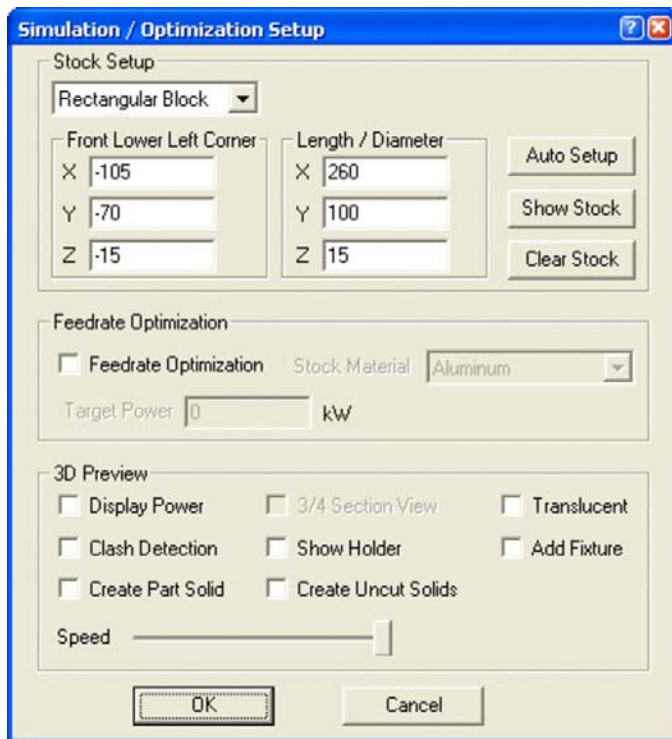 Simulation / Optimization Setup
Stock Setup
Rectangular Block
Front Lower Left Corner
Length / Diameter
X -105
X 260
Auto Setup
Y -70
Y 100
Show Stock
Z -15
Z 15
Clear Stock
Feedrate Optimization
Feedrate Optimization
Stock Material
Aluminum
Target Power 0 kW
3D Preview
Display Power
3/4 Section View
Translucent
Clash Detection
Show Holder
Add Fixture
Create Part Solid
Create Uncut Solids
Speed
OK
Cancel